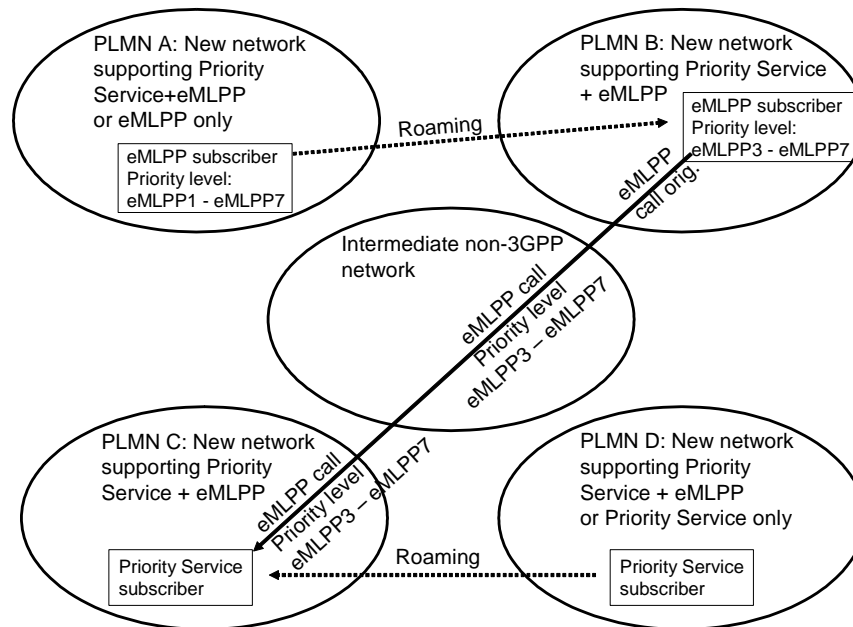 PLMN A: New network
supporting Priority
Service+eMLPP
or eMLPP only
eMLPP subscriber
Priority level:
eMLPP1 - eMLPP7
Roaming
PLMN B: New network
supporting Priority Service
+ eMLPP
eMLPP subscriber
Priority level:
eMLPP3 - eMLPP7
eMLPP
call orig.
Intermediate non-3GPP
network
eMLPP call
Priority level
eMLPP3 – eMLPP7
PLMN C: New network
supporting Priority
Service + eMLPP
eMLPP call
Priority level
eMLPP3 – eMLPP7
Priority Service
subscriber
Roaming
PLMN D: New network
supporting Priority
Service + eMLPP
or Priority Service only
Priority Service
subscriber